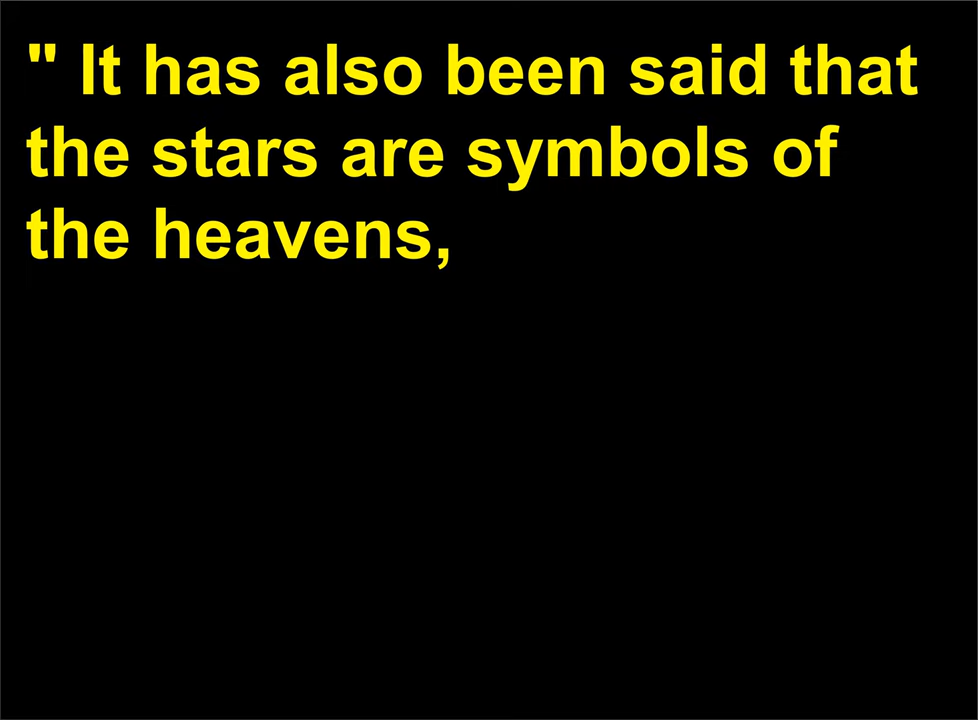 " It has also been said that
the stars are symbols of
the heavens,